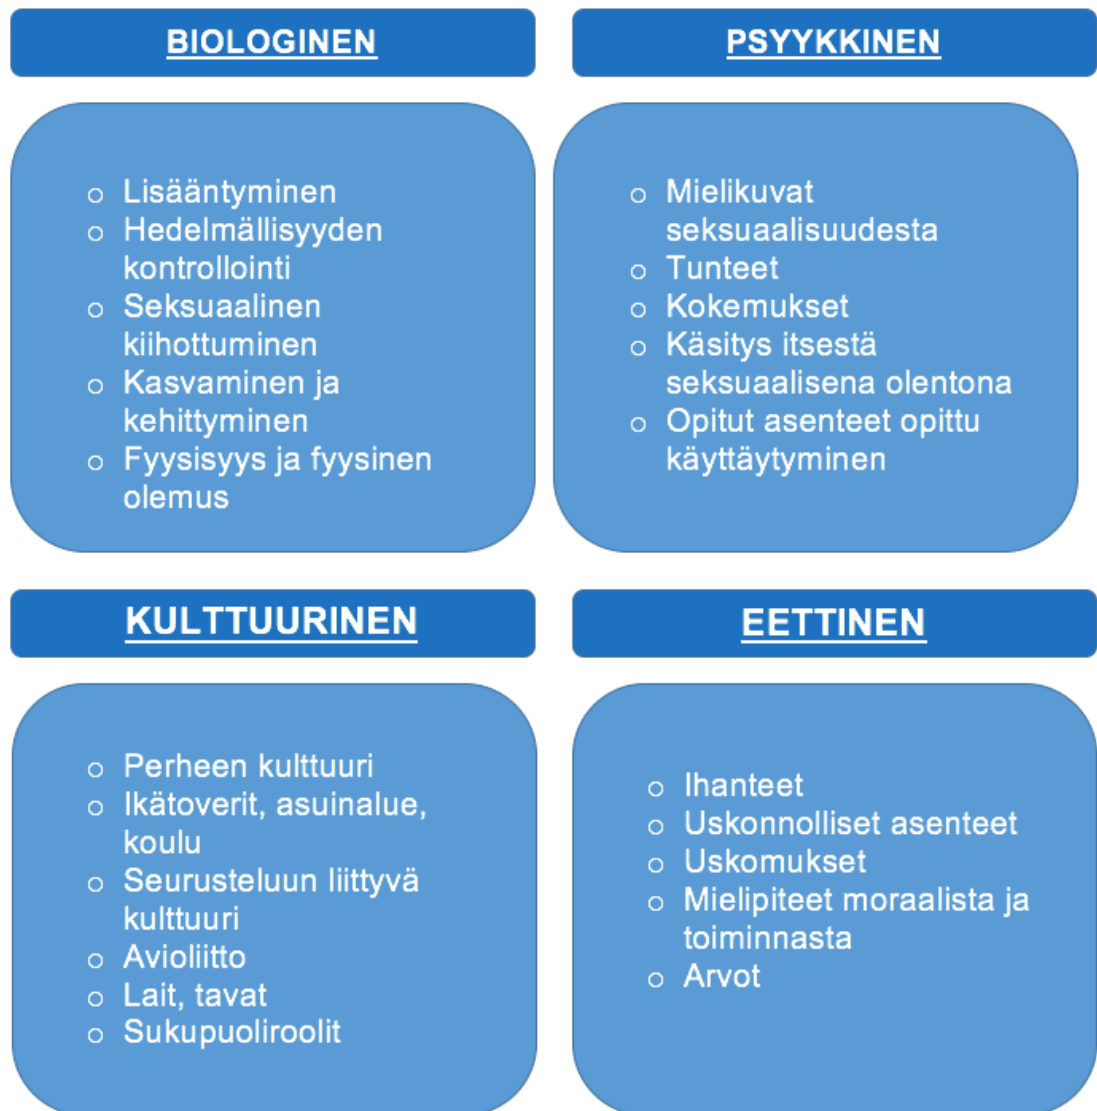 BIOLOGINEN
PSYYKKINEN
o Lisääntyminen
o Hedelmällisyyden
kontrollointi
o Seksuaalinen
kiihottuminen
o Kasvaminen ja
kehittyminen
o Fyysisyys ja fyysinen
olemus
o Mielikuvat
seksuaalisuudesta
o Tunteet
o Kokemukset
o Käsitys itsestä
seksuaalisena olentona
o Opitut asenteet opittu
käyttäytyminen
KULTTUURINEN
EETTINEN
o Perheen kulttuuri
o Ikätoverit, asuinalue,
koulu
o Seurusteluun liittyvä
kulttuuri
o Avioliitto
o Lait, tavat
o Sukupuoliroolit
o Ihanteet
o Uskonnolliset asenteet
o Uskomukset
o Mielipiteet moraalista ja
toiminnasta
o Arvot